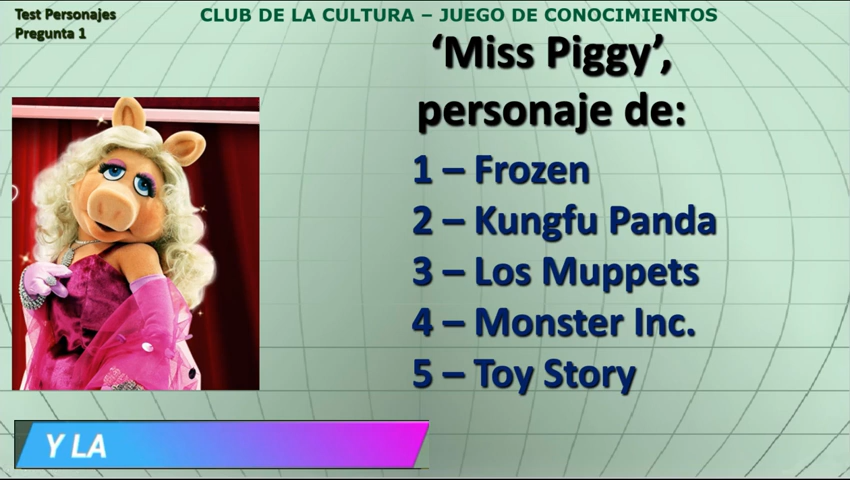 Test Personajes
Pregunta 1
CLUB DE LA CULTURA – JUEGO DE CONOCIMIENTOS
‘Miss Piggy’,
personaje de:
1 – Frozen
2 – Kungfu Panda
3 – Los Muppets
4 – Monster Inc.
5 – Toy Story
Y LA